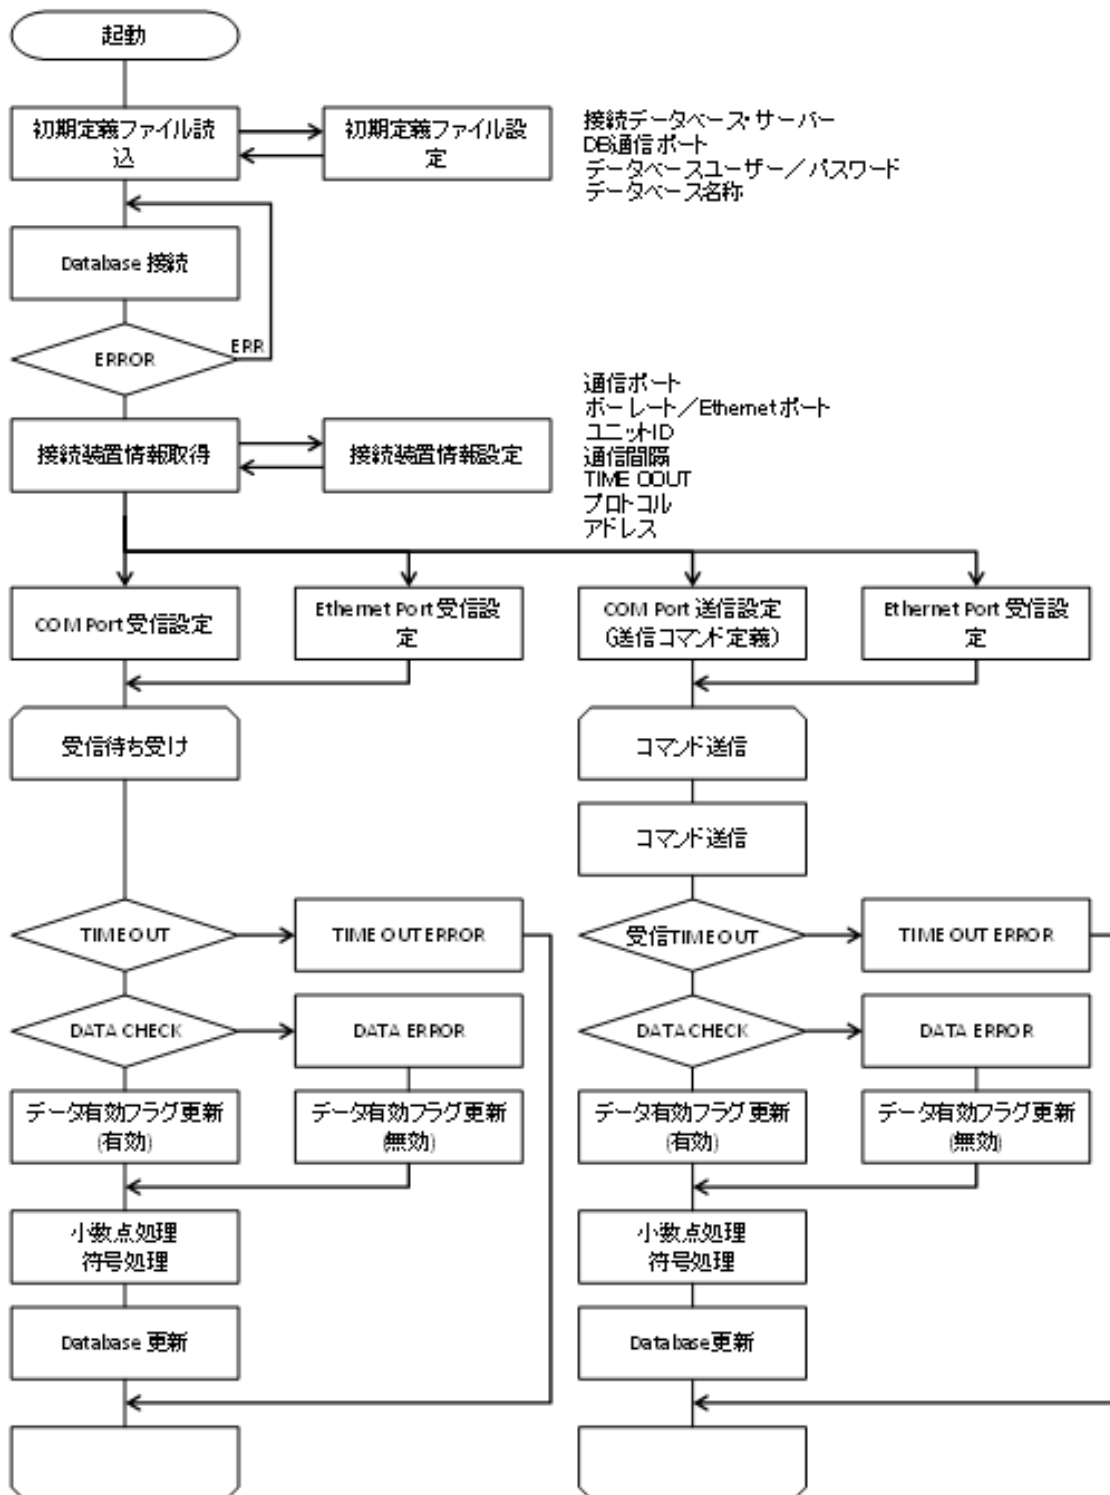 起動
初期定義ファイル読
込
初期定義ファイル設
定
接続データベース・サーバー
DB通信ポート
データベースユーザー／パスワード
データベース名称
Database 接続
ERROR
ERR
接続装置情報取得
接続装置情報設定
通信ポート
ボーレート／Ethernetポート
ユニットID
通信間隔
TIME OOUT
プロトコル
アドレス
COM Port 受信設定
Ethernet Port 受信設
定
COM Port 送信設定
(送信コマンド定義)
Ethernet Port 受信設
定
受信待ち受け
コマンド送信
コマンド送信
TIMEOUT
TIME OUT ERROR
受信TIMEOUT
TIME OUT ERROR
DATA CHECK
DATA ERROR
DATACHECK
DATA ERROR
データ有効フラグ更新
(有効)
データ有効フラグ更新
(無効)
データ有効フラグ更新
(有効)
データ有効フラグ更新
(無効)
小数点処理
符号処理
小数点処理
符号処理
Database 更新
Database更新